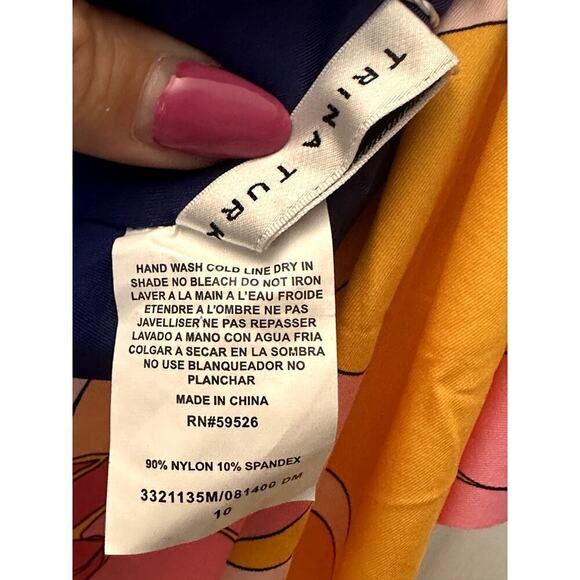 TRINA TURK
HAND WASH COLD LINE DRY IN
SHADE NO BLEACH DO NOT IRON
LAVER A LA MAIN A L'EAU FROIDE
ETENDRE A L'OMBRE NE PAS
JAVELLISER NE PAS REPASSER
LAVADO A MANO CON AGUA FRIA
COLGAR A SECAR EN LA SOMBRA
NO USE BLANQUEADOR NO
PLANCHAR
MADE IN CHINA
RN#59526
90% NYLON 10% SPANDEX
3321135M/081400 DM
10